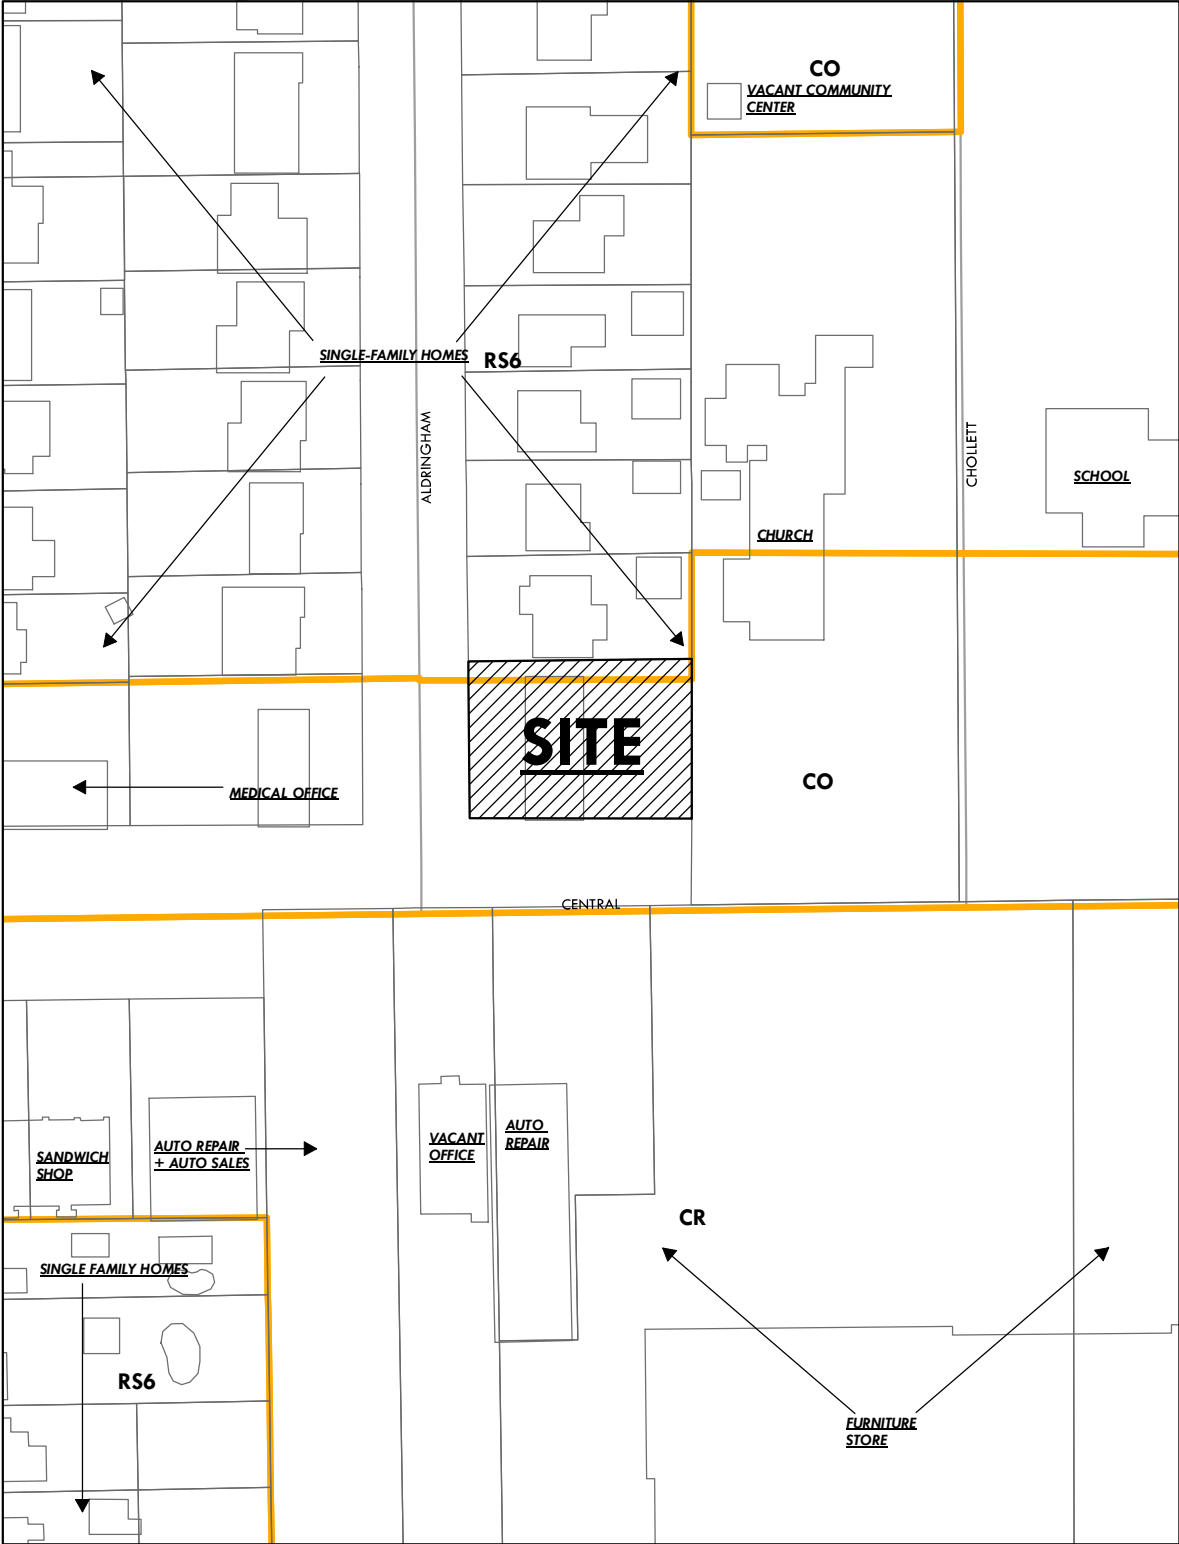 CO
VACANT COMMUNITY
CENTER
SINGLE-FAMILY HOMES
RS6
ALDRINGHAM
CHOLLETT
SCHOOL
CHURCH
SITE
CO
MEDICAL OFFICE
CENTRAL
AUTO
REPAIR
VACANT
OFFICE
AUTO REPAIR
+ AUTO SALES
SANDWICH
SHOP
CR
SINGLE FAMILY HOMES
RS6
FURNITURE
STORE